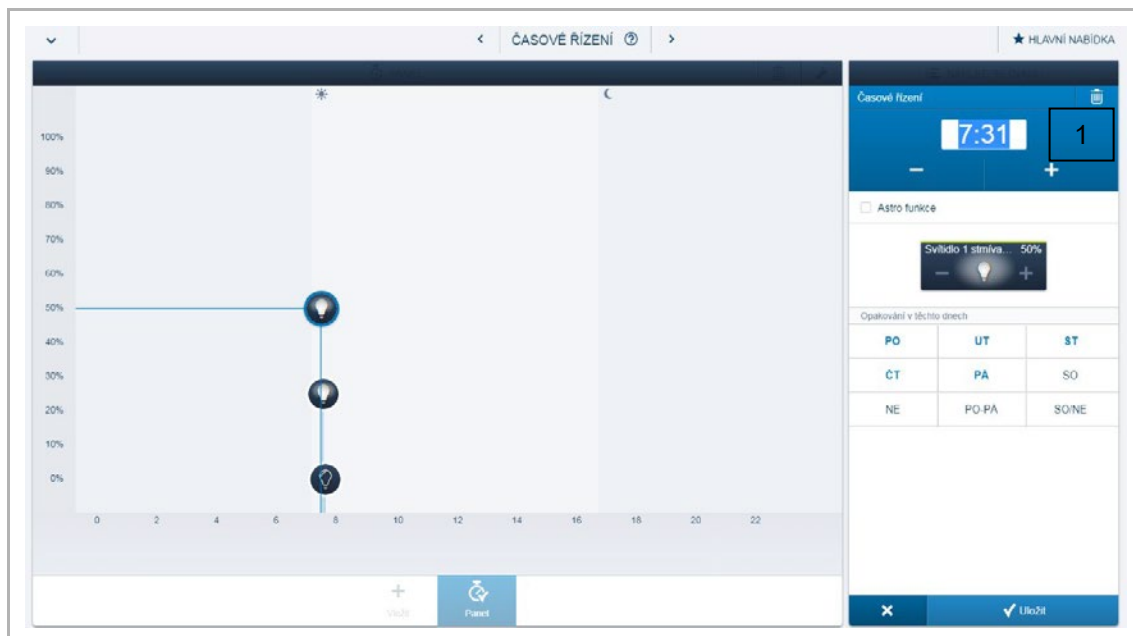 ČASOVÉ ŘÍZENÍ
HLAVNÍ NABÍDKA
Časové řízení
7:31
1
Astro funkce
Svítidlo 1 stmíva... 50%
Opakování v těchto dnech
PO UT ST
ČT PÁ SO
NE PO-PÁ SO/NE
100%
90%
80%
70%
60%
50%
40%
30%
20%
10%
0%
0 2 4 6 8 10 12 14 16 18 20 22
Vložit
Panel
Uložit